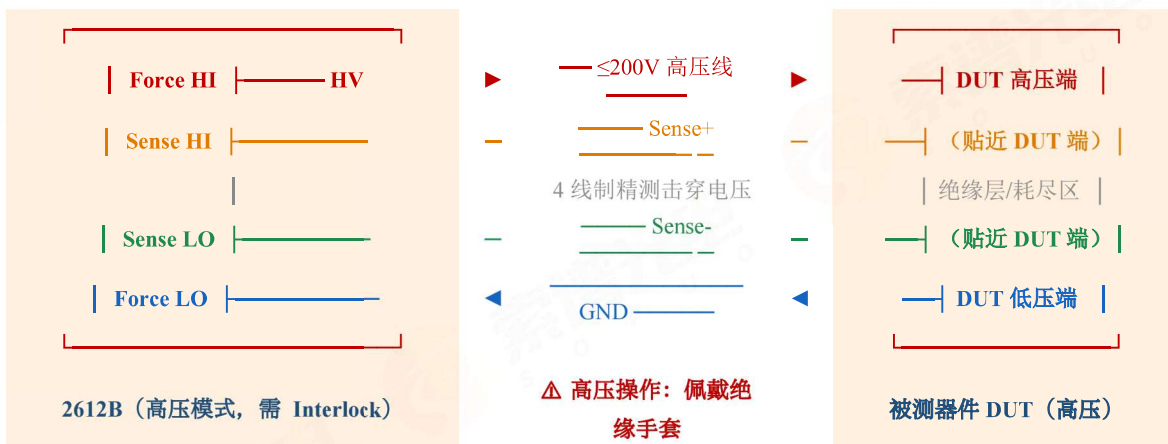 Force HI HV ≤200V 高压线 DUT 高压端
Sense HI Sense+ （贴近 DUT 端）
4 线制精测击穿电压 绝缘层/耗尽区
Sense LO Sense- （贴近 DUT 端）
Force LO GND DUT 低压端
2612B（高压模式，需 Interlock）
⚠ 高压操作：佩戴绝
缘手套
被测器件 DUT（高压）